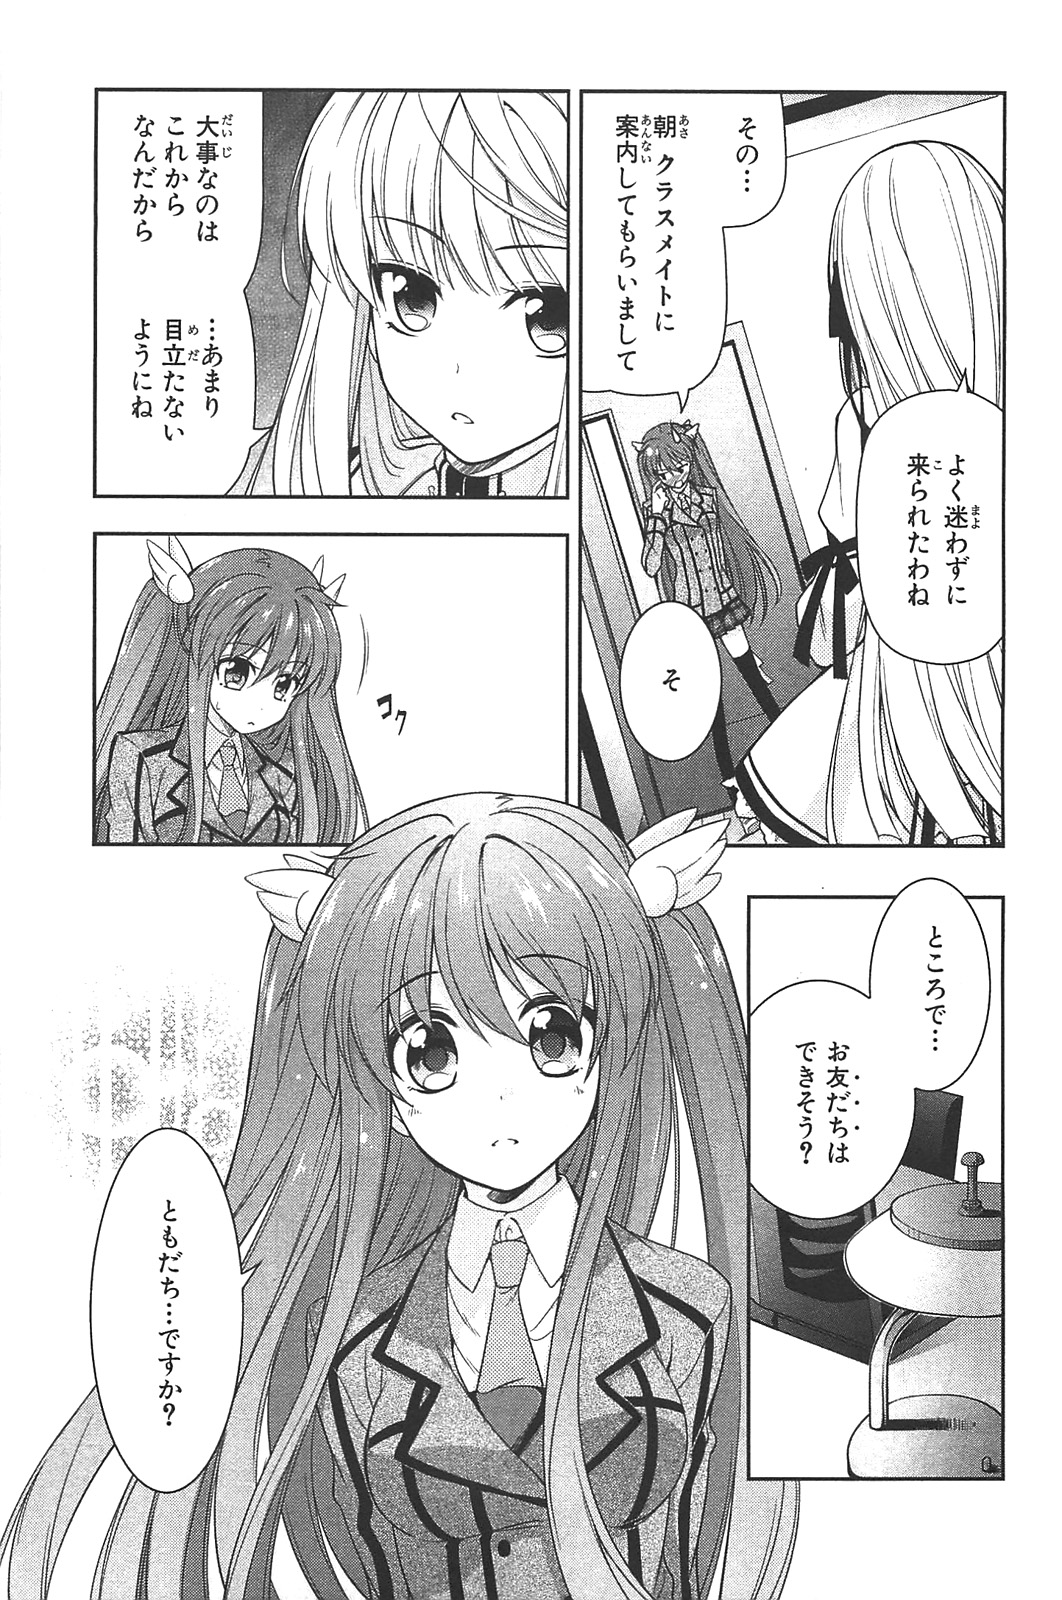 よく迷わずに
来られたわね
そ
その…
朝クラスメイトに
案内してもらいまして
大事なのは
これから
なんだから
…あまり
目立たない
ようにね
コク
ところで…
お友だちは
できそう?
ともだち…ですか?